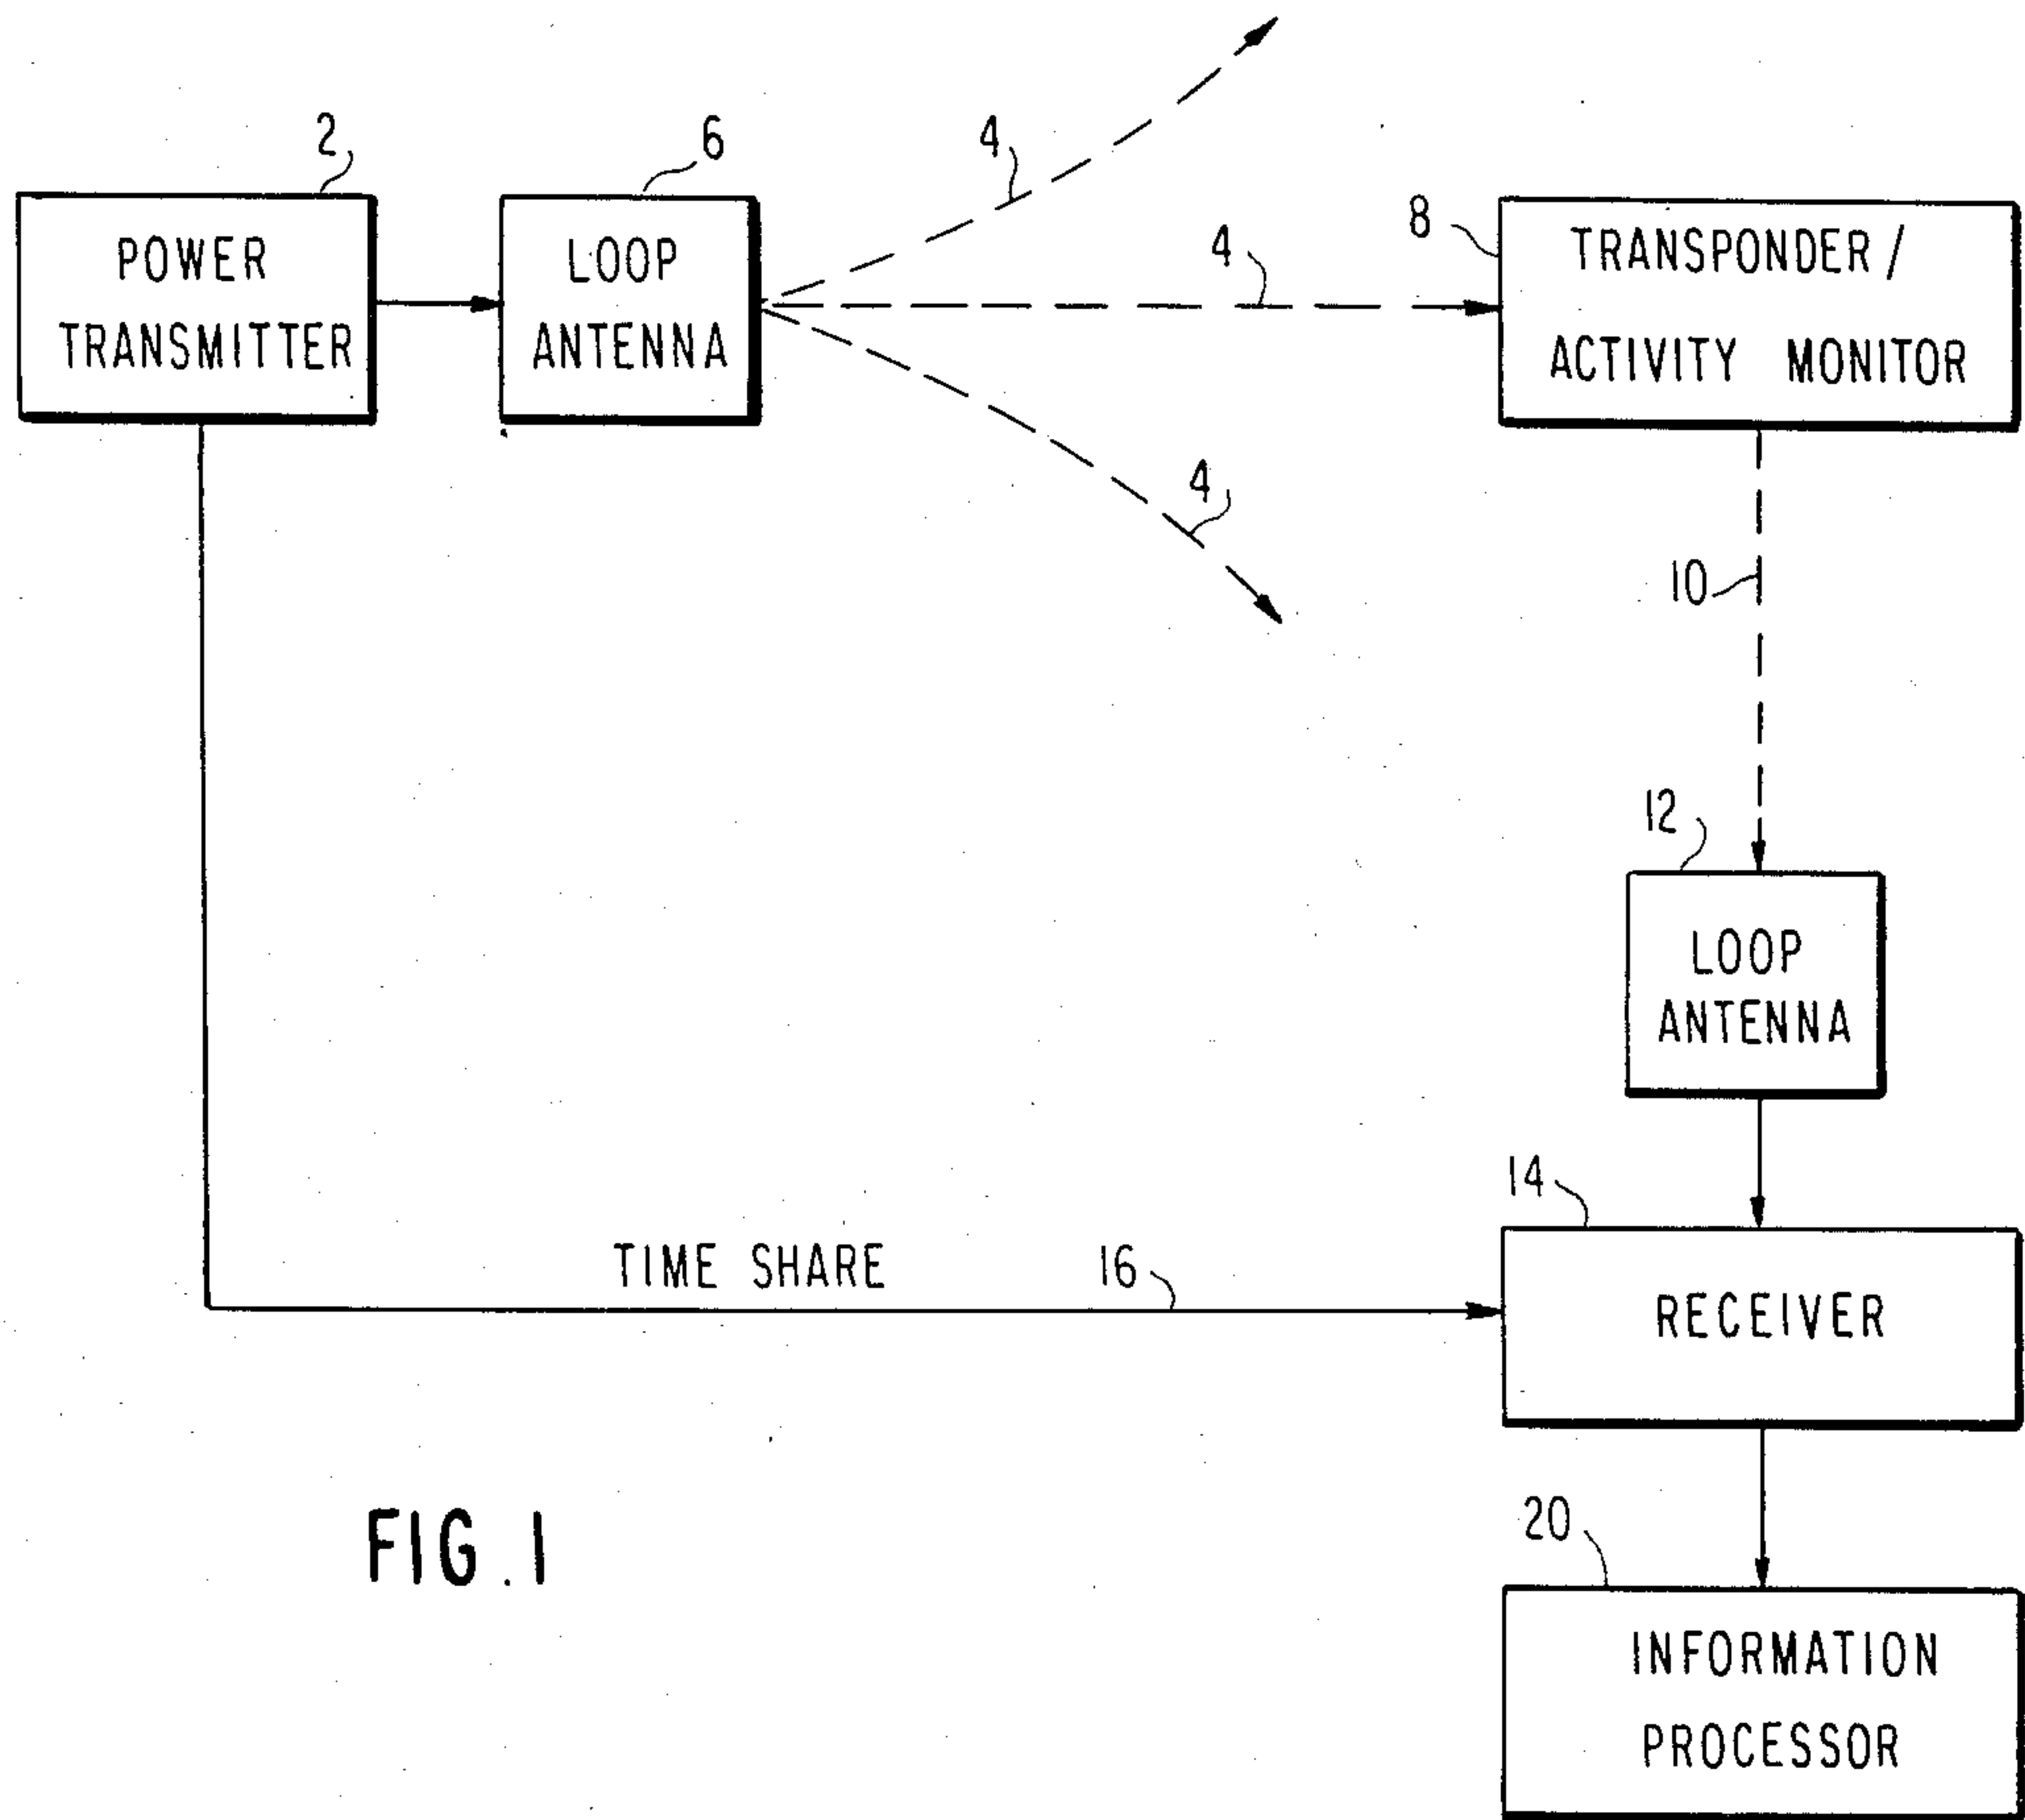 2
6
4
POWER
TRANSMITTER
LOOP
ANTENNA
4
8
TRANSPONDER/
ACTIVITY MONITOR
4
10
12
LOOP
ANTENNA
14
TIME SHARE
16
RECEIVER
FIG. 1
20
INFORMATION
PROCESSOR